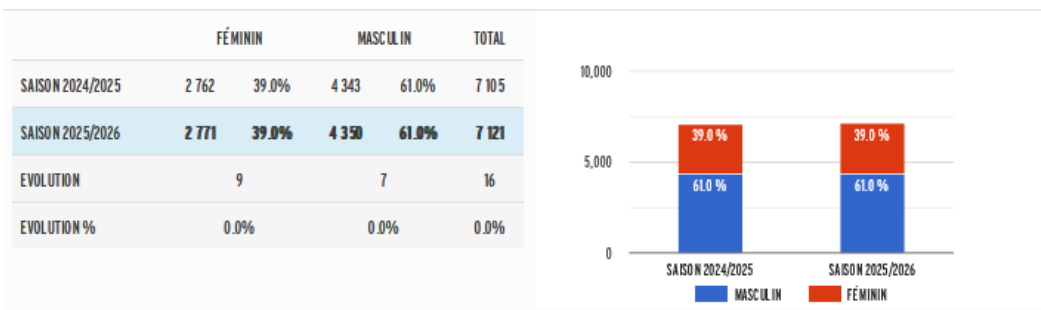 FÉMININ MASCULIN TOTAL
SAISON 2024/2025 2 762 39.0% 4 343 61.0% 7 105
SAISON 2025/2026 2 771 39.0% 4 350 61.0% 7 121
EVOLUTION 9 7 16
EVOLUTION % 0.0% 0.0% 0.0%
10,000
5,000
0
39.0 %
39.0 %
61.0 %
61.0 %
SAISON 2024/2025 SAISON 2025/2026
MASCULIN FÉMININ